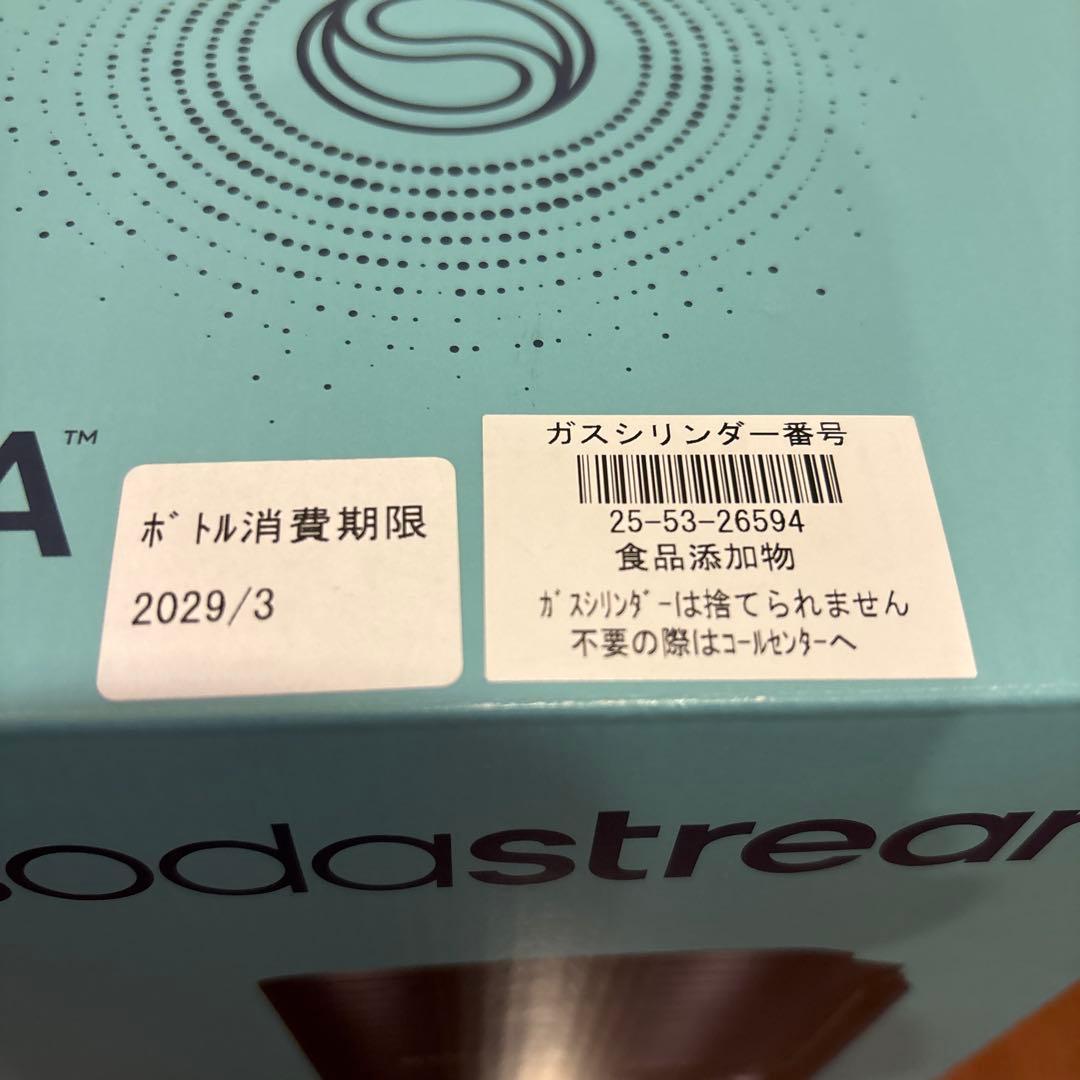 A™
ボトル消費期限
2029/3
ガスシリンダー番号
25-53-26594
食品添加物
ガスシリンダーは捨てられません
不要の際はコールセンターへ
sodastream